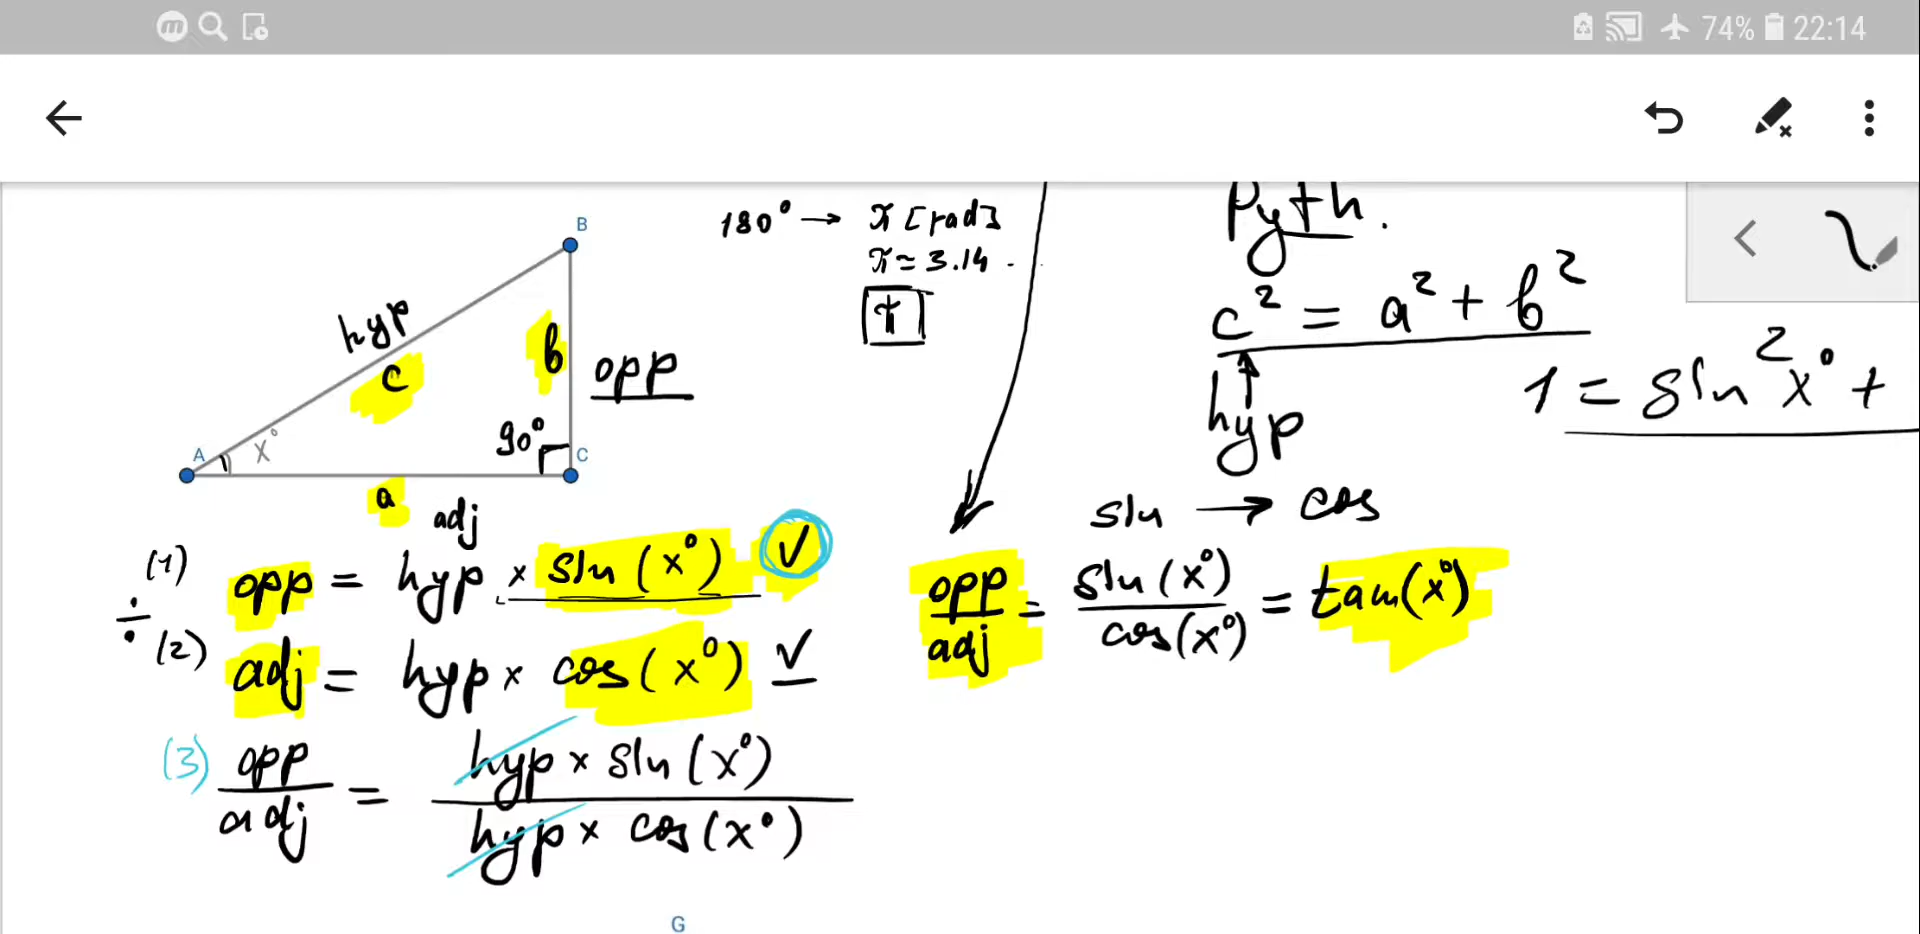 74% 22:14
B
180° → π [rad]
π ≃ 3.14
T
Pyth.
c² = a² + b²
hyp
1 = sin²x° +
hyp
c
b
opp
90°
A
x°
C
a
adj
sin → cos
(1) opp = hyp × sin (x°) ✓
÷
(2) adj = hyp × cos (x°) ✓
opp/adj = sin(x°)/cos(x°) = tan(x°)
(3) opp/adj = hyp × sin (x°)/hyp × cos (x°)
G